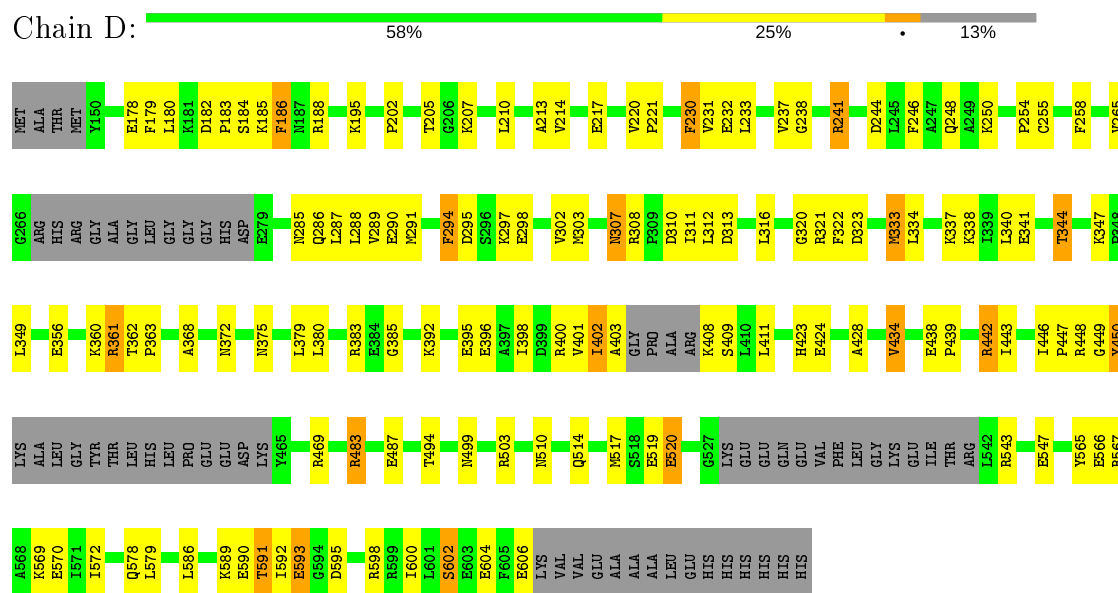 Chain D:
58% 25% • 13%
MET ALA THR MET Y150 E178 F179 L180 K181 D182 P183 S184 K185 F186 N187 R188 K195 P202 T205 G206 K207 L210 A213 V214 E217 V220 P221 F230 V231 E232 L233 V237 G238 R241 D244 L245 F246 A247 Q248 A249 K250 P254 C255 F258
G266 ARG HIS ARG GLY ALA GLY LEU GLY GLY GLY HIS ASP E279 N285 Q286 L287 L288 V289 E290 M291 F294 D295 S296 K297 E298 V302 M303 N307 R308 P309 D310 I311 L312 D313 L316 G320 R321 F322 D323 M333 L334 K337 K338 I339 L340 E341 T344 K347
L349 E356 K360 R361 T362 P363 A368 N372 N375 L379 L380 R383 E384 G385 K392 E395 E396 A397 I398 D399 R400 V401 I402 A403 GLY PRO ALA ARG K408 S409 L410 L411 H423 E424 A428 V434 E438 P439 R442 I443 I446 P447 R448 G449 Y450
LYS ALA LEU GLY TYR THR LEU HIS LEU PRO GLU GLU ASP LYS Y465 R469 R483 E487 T494 N499 R503 N510 Q514 M517 S518 E519 E520 G527 LYS GLU GLU GLN GLU VAL PHE LEU GLY LYS GLU ILE THR ARG L542 R543 E547 Y565 E566 R567
A568 K569 E570 I571 I572 Q578 L579 L586 K589 E590 T591 I592 E593 G594 D595 R598 R599 I600 L601 S602 E603 E604 F605 E606 LYS VAL VAL GLU ALA ALA ALA LEU GLU HIS HIS HIS HIS HIS HIS